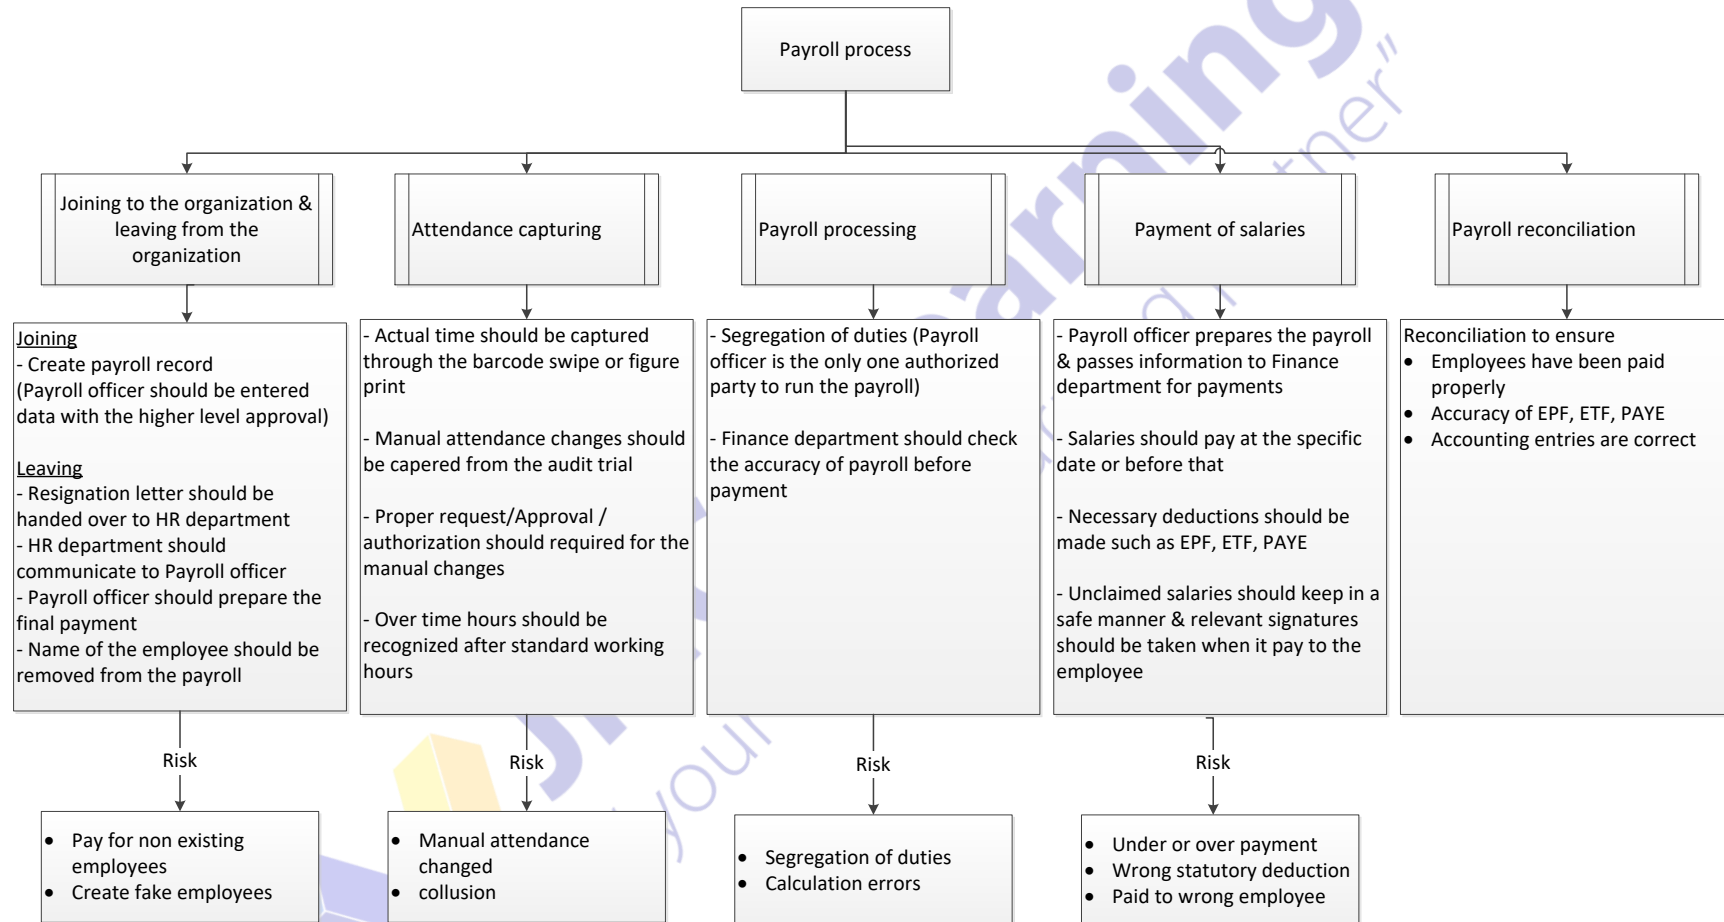 Payroll process
Joining to the organization &
leaving from the
organization
Attendance capturing
Payroll processing
Payment of salaries
Payroll reconciliation
Joining
- Create payroll record
(Payroll officer should be entered
data with the higher level approval)
Leaving
- Resignation letter should be
handed over to HR department
- HR department should
communicate to Payroll officer
- Payroll officer should prepare the
final payment
- Name of the employee should be
removed from the payroll
- Actual time should be captured
through the barcode swipe or figure
print
- Manual attendance changes should
be capered from the audit trial
- Proper request/Approval /
authorization should required for the
manual changes
- Over time hours should be
recognized after standard working
hours
- Segregation of duties (Payroll
officer is the only one authorized
party to run the payroll)
- Finance department should check
the accuracy of payroll before
payment
- Payroll officer prepares the payroll
& passes information to Finance
department for payments
- Salaries should pay at the specific
date or before that
- Necessary deductions should be
made such as EPF, ETF, PAYE
- Unclaimed salaries should keep in a
safe manner & relevant signatures
should be taken when it pay to the
employee
Reconciliation to ensure
• Employees have been paid
properly
• Accuracy of EPF, ETF, PAYE
• Accounting entries are correct
Risk
Risk
Risk
Risk
• Pay for non existing
employees
• Create fake employees
• Manual attendance
changed
• collusion
• Segregation of duties
• Calculation errors
• Under or over payment
• Wrong statutory deduction
• Paid to wrong employee